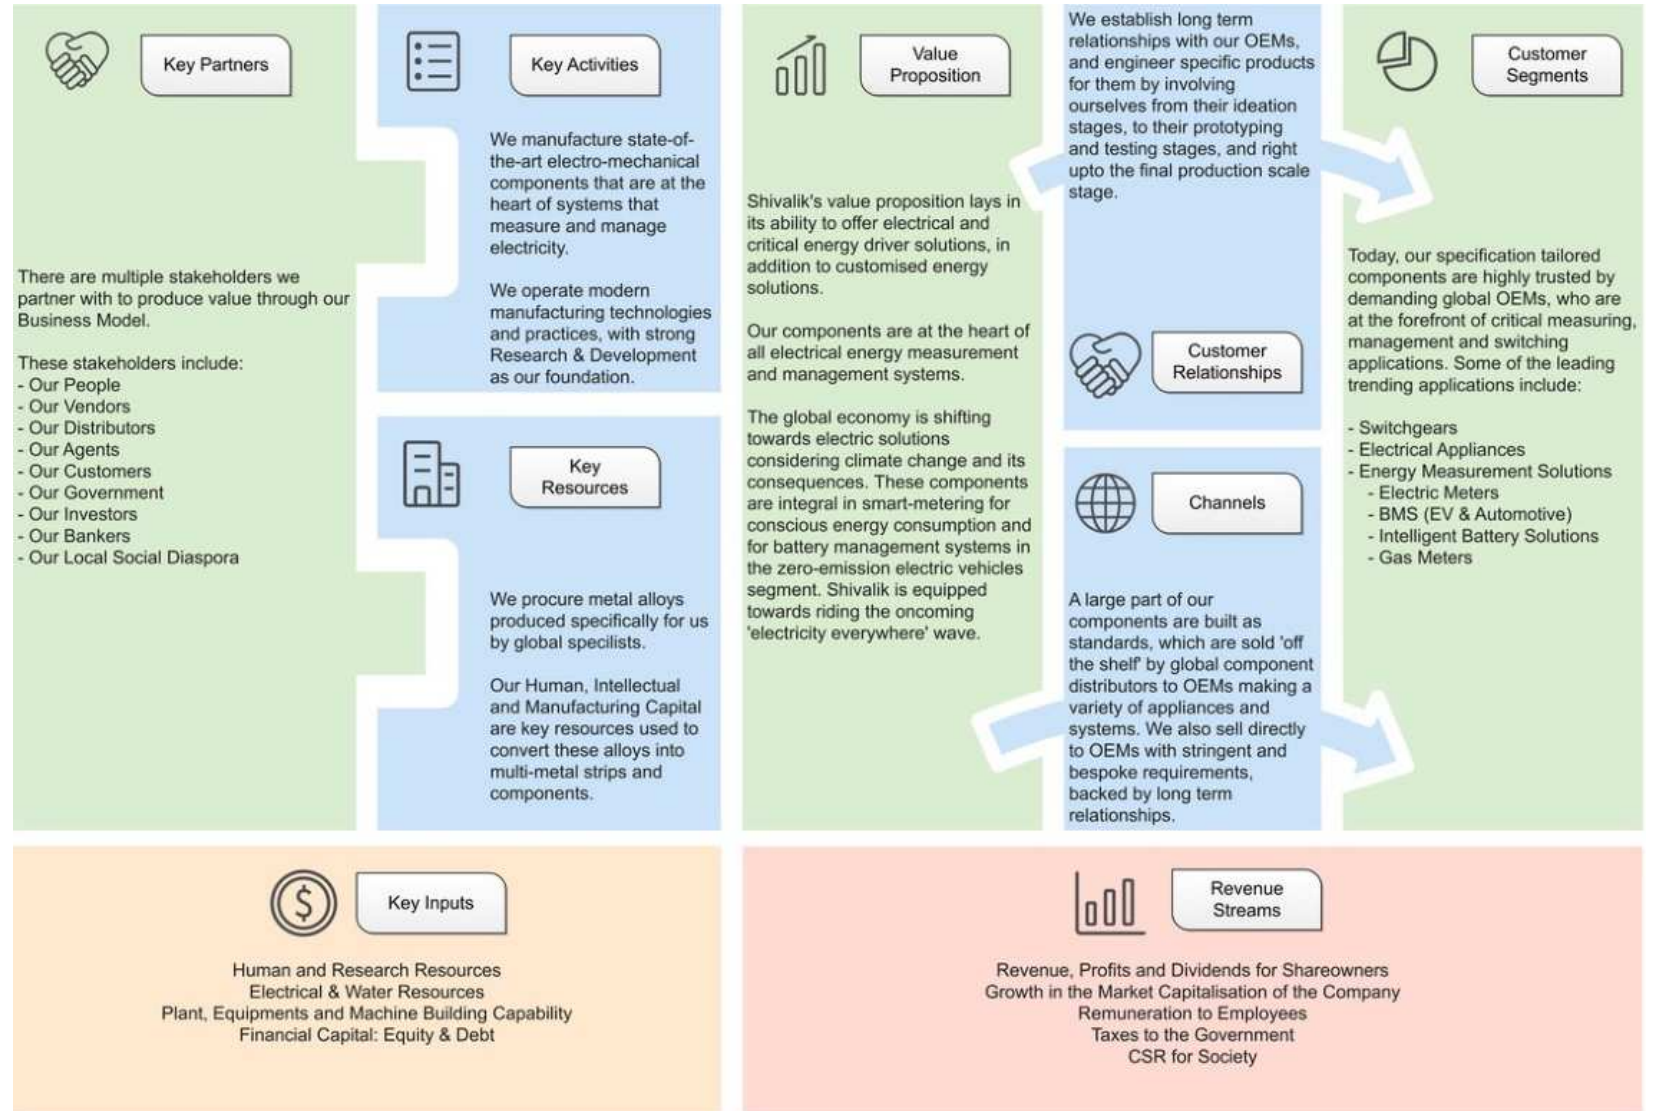 Key Partners
There are multiple stakeholders we
partner with to produce value through our
Business Model.
These stakeholders include:
- Our People
- Our Vendors
- Our Distributors
- Our Agents
- Our Customers
- Our Government
- Our Investors
- Our Bankers
- Our Local Social Diaspora
Key Activities
We manufacture state-of-
the-art electro-mechanical
components that are at the
heart of systems that
measure and manage
electricity.
We operate modern
manufacturing technologies
and practices, with strong
Research & Development
as our foundation.
Key
Resources
We procure metal alloys
produced specifically for us
by global specilists.
Our Human, Intellectual
and Manufacturing Capital
are key resources used to
convert these alloys into
multi-metal strips and
components.
Value
Proposition
Shivalik's value proposition lays in
its ability to offer electrical and
critical energy driver solutions, in
addition to customised energy
solutions.
Our components are at the heart of
all electrical energy measurement
and management systems.
The global economy is shifting
towards electric solutions
considering climate change and its
consequences. These components
are integral in smart-metering for
conscious energy consumption and
for battery management systems in
the zero-emission electric vehicles
segment. Shivalik is equipped
towards riding the oncoming
'electricity everywhere' wave.
We establish long term
relationships with our OEMs,
and engineer specific products
for them by involving
ourselves from their ideation
stages, to their prototyping
and testing stages, and right
upto the final production scale
stage.
Customer
Relationships
Channels
A large part of our
components are built as
standards, which are sold 'off
the shelf' by global component
distributors to OEMs making a
variety of appliances and
systems. We also sell directly
to OEMs with stringent and
bespoke requirements,
backed by long term
relationships.
Customer
Segments
Today, our specification tailored
components are highly trusted by
demanding global OEMs, who are
at the forefront of critical measuring,
management and switching
applications. Some of the leading
trending applications include:
- Switchgears
- Electrical Appliances
- Energy Measurement Solutions
- Electric Meters
- BMS (EV & Automotive)
- Intelligent Battery Solutions
- Gas Meters
$
Key Inputs
Human and Research Resources
Electrical & Water Resources
Plant, Equipments and Machine Building Capability
Financial Capital: Equity & Debt
Revenue
Streams
Revenue, Profits and Dividends for Shareowners
Growth in the Market Capitalisation of the Company
Remuneration to Employees
Taxes to the Government
CSR for Society